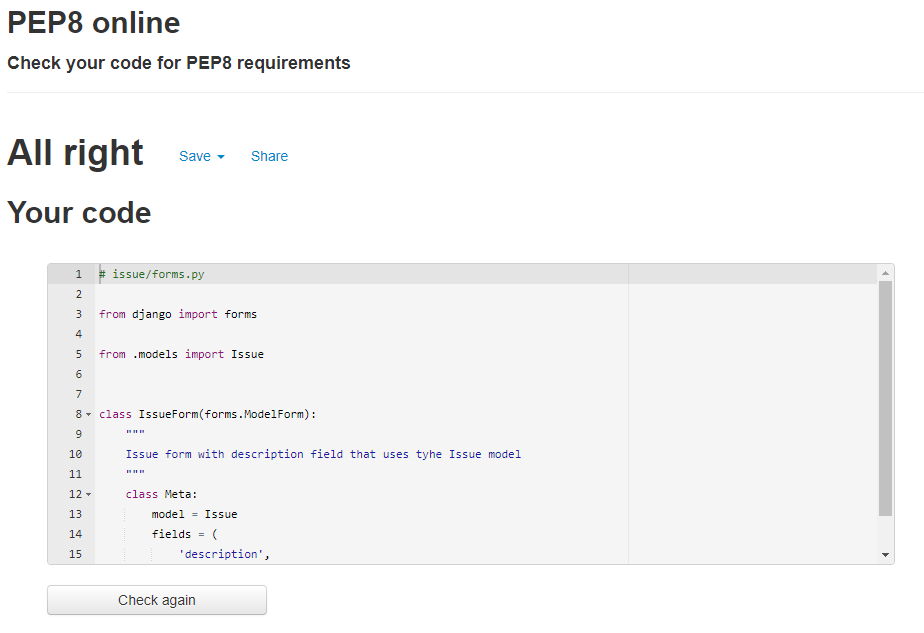 PEP8 online
Check your code for PEP8 requirements
All right Save Share
Your code
1 # issue/forms.py
2
3 from django import forms
4
5 from .models import Issue
6
7
8 class IssueForm(forms.ModelForm):
9 """
10 Issue form with description field that uses tyhe Issue model
11 """
12 class Meta:
13 model = Issue
14 fields = (
15 'description',
Check again